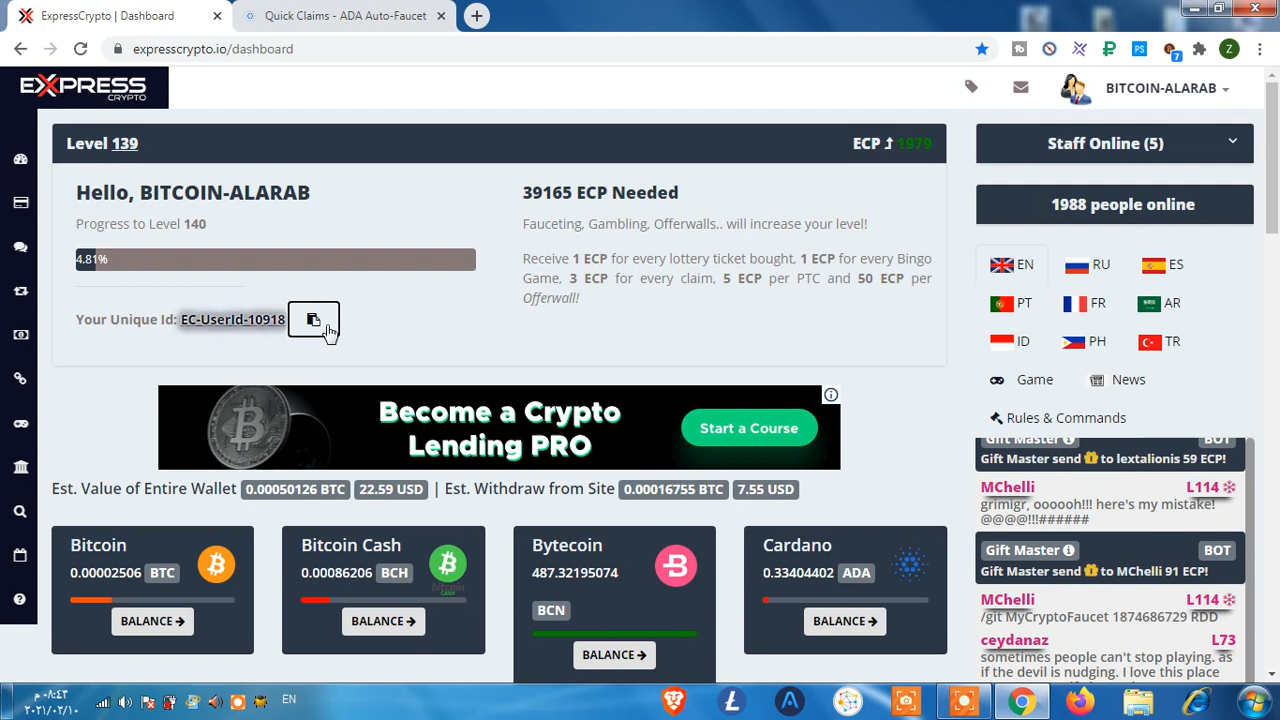 ExpressCrypto | Dashboard
Quick Claims - ADA Auto-Faucet
expresscrypto.io/dashboard
PS
7
Z
EXPRESS
CRYPTO
BITCOIN-ALARAB
Level 139
ECP 1979
Hello, BITCOIN-ALARAB
Progress to Level 140
4.81%
Your Unique Id: EC-UserId-10918
39165 ECP Needed
Fauceting, Gambling, Offerwalls.. will increase your level!
Receive 1 ECP for every lottery ticket bought, 1 ECP for every Bingo
Game, 3 ECP for every claim, 5 ECP per PTC and 50 ECP per
Offerwall!
Become a Crypto
Lending PRO
Start a Course
Est. Value of Entire Wallet 0.00050126 BTC 22.59 USD | Est. Withdraw from Site 0.00016755 BTC 7.55 USD
Bitcoin
0.00002506 BTC
BALANCE
Bitcoin Cash
0.00086206 BCH
BALANCE
Bytecoin
487.32195074
BCN
BALANCE
Cardano
0.33404402 ADA
BALANCE
Staff Online (5)
1988 people online
EN
RU
ES
PT
FR
AR
ID
PH
TR
Game
News
Rules & Commands
Gift Master BOT
Gift Master send to lextalionis 59 ECP!
MChelli L114
grimigr, oooooh!!! here's my mistake!
@@@@!!!######
Gift Master BOT
Gift Master send to MChelli 91 ECP!
MChelli L114
/git MyCryptoFaucet 1874686729 RDD
ceydanaz L73
sometimes people can't stop playing. as
if the devil is nudging. I love this place
EN
٠٨:٤٣ م
٢٠٢١/٠٢/١٠